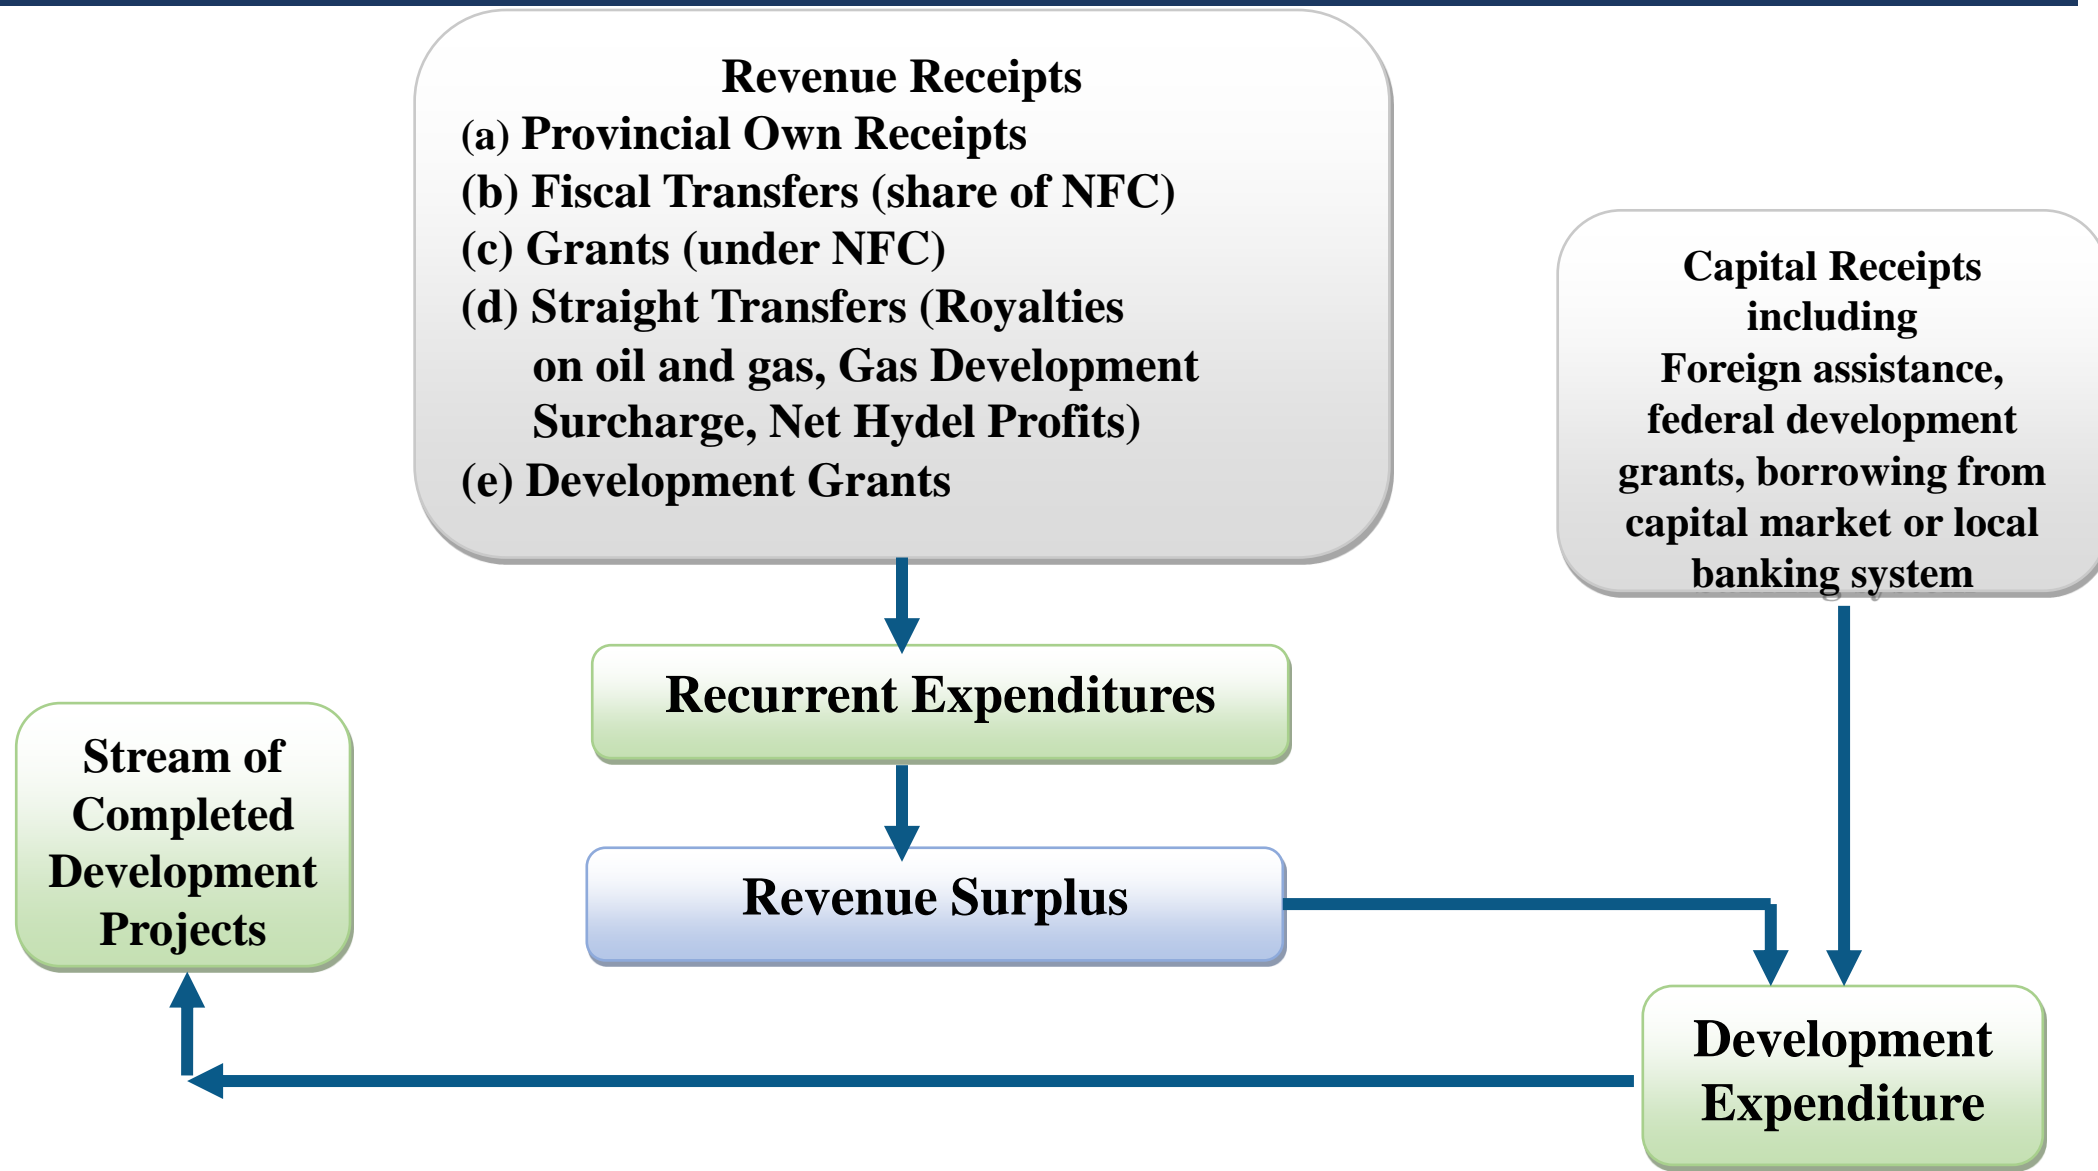 Revenue Receipts
(a) Provincial Own Receipts
(b) Fiscal Transfers (share of NFC)
(c) Grants (under NFC)
(d) Straight Transfers (Royalties
on oil and gas, Gas Development
Surcharge, Net Hydel Profits)
(e) Development Grants
Capital Receipts
including
Foreign assistance,
federal development
grants, borrowing from
capital market or local
banking system
Recurrent Expenditures
Stream of
Completed
Development
Projects
Revenue Surplus
Development
Expenditure